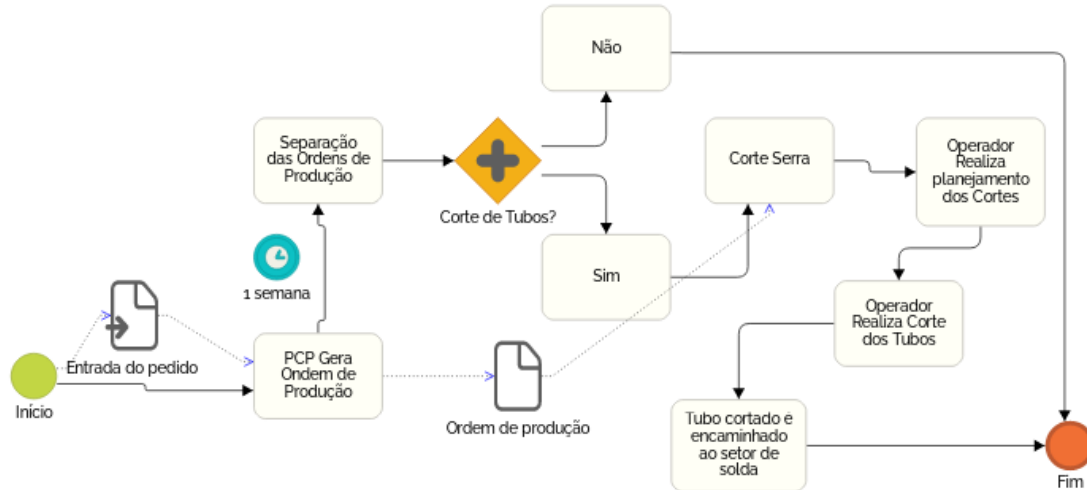 Não
Separação
das Ordens de
Produção
Corte de Tubos?
Corte Serra
Operador
Realiza
planejamento
dos Cortes
Sim
1 semana
Operador
Realiza Corte
dos Tubos
Entrada do pedido
Início
PCP Gera
Ondem de
Produção
Ordem de produção
Tubo cortado é
encaminhado
ao setor de
solda
Fim